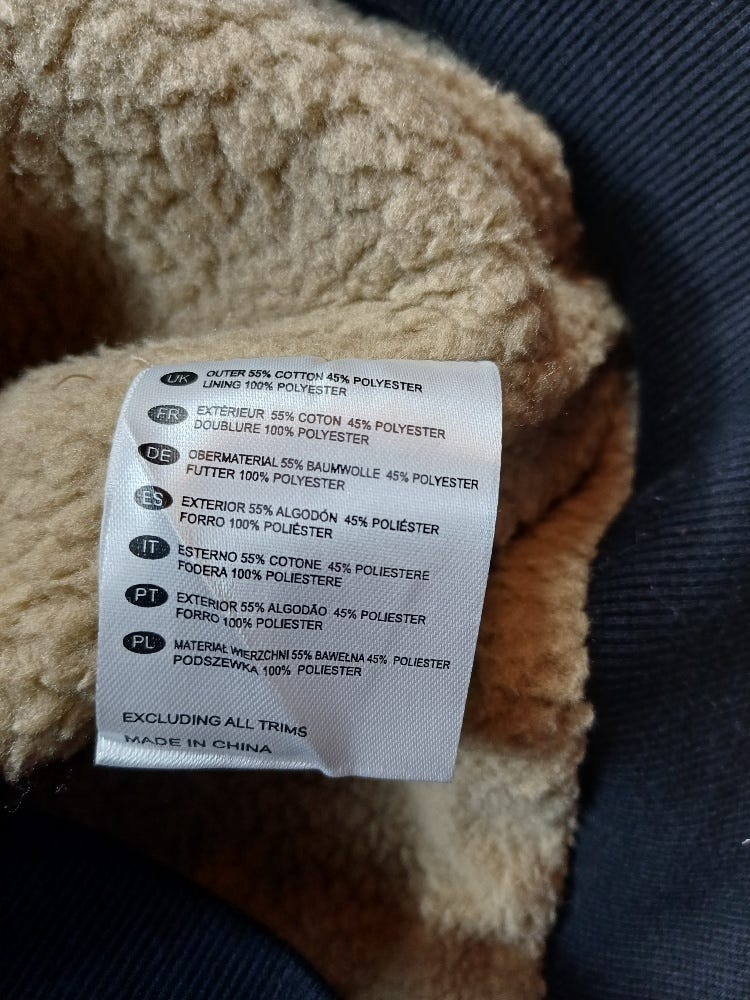 UK OUTER 55% COTTON 45% POLYESTER
LINING 100% POLYESTER
FR EXTÉRIEUR 55% COTON 45% POLYESTER
DOUBLURE 100% POLYESTER
DE OBERMATERIAL 55% BAUMWOLLE 45% POLYESTER
FUTTER 100% POLYESTER
ES EXTERIOR 55% ALGODÓN 45% POLIÉSTER
FORRO 100% POLIÉSTER
IT ESTERNO 55% COTONE 45% POLIESTERE
FODERA 100% POLIESTERE
PT EXTERIOR 55% ALGODÃO 45% POLIESTER
FORRO 100% POLIESTER
PL MATERIAŁ WIERZCHNI 55% BAWEŁNA 45% POLIESTER
PODSZEWKA 100% POLIESTER
EXCLUDING ALL TRIMS
MADE IN CHINA